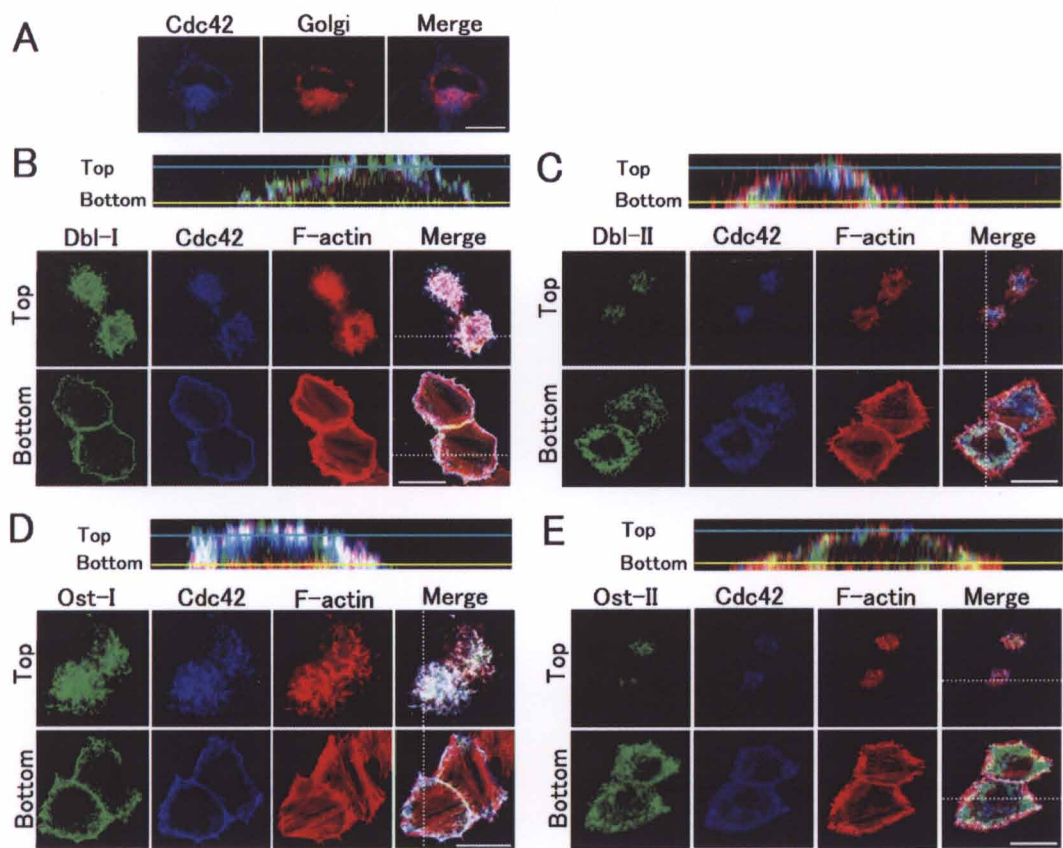 A
Cdc42 Golgi Merge
B
Top
Bottom
Dbl-I Cdc42 F-actin Merge
Top
Bottom
C
Top
Bottom
Dbl-II Cdc42 F-actin Merge
Top
Bottom
D
Top
Bottom
Ost-I Cdc42 F-actin Merge
Top
Bottom
E
Top
Bottom
Ost-II Cdc42 F-actin Merge
Top
Bottom